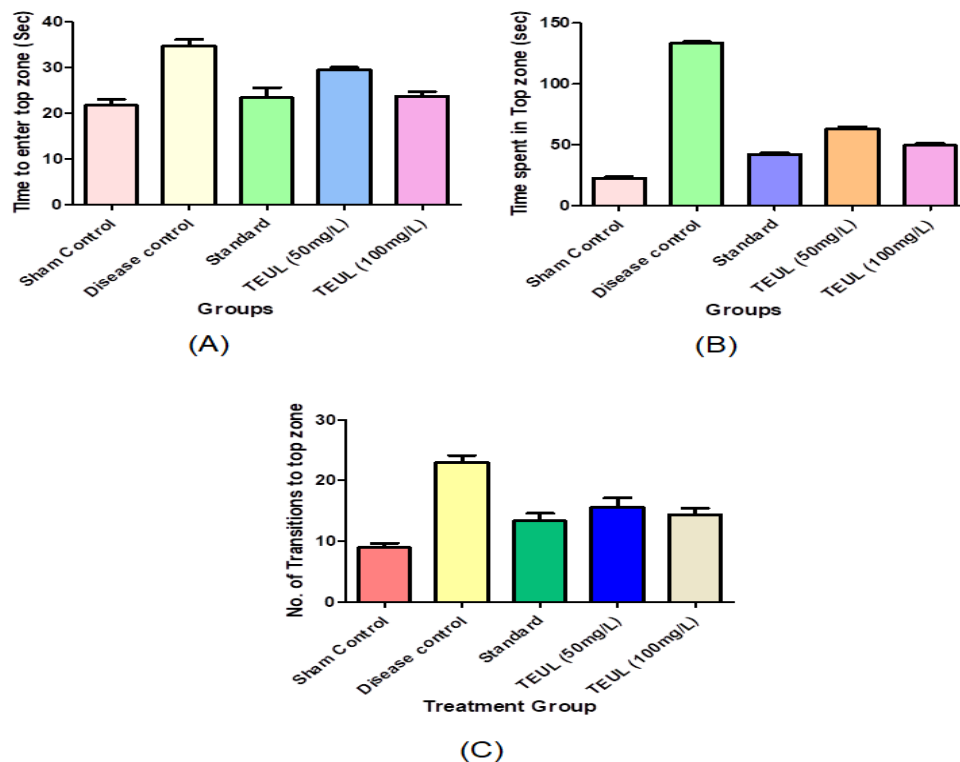 TIme to enter top zone (Sec)
40
30
20
10
0
Sham Control
Disease control
Standard
TEUL (50mg/L)
TEUL (100mg/L)
Groups
(A)
TIme spent in Top zone (sec)
150
100
50
0
Sham Control
Disease control
Standard
TEUL (50mg/L)
TEUL (100mg/L)
Groups
(B)
No. of Transitions to top zone
30
20
10
0
Sham Control
Disease control
Standard
TEUL (50mg/L)
TEUL (100mg/L)
Treatment Group
(C)